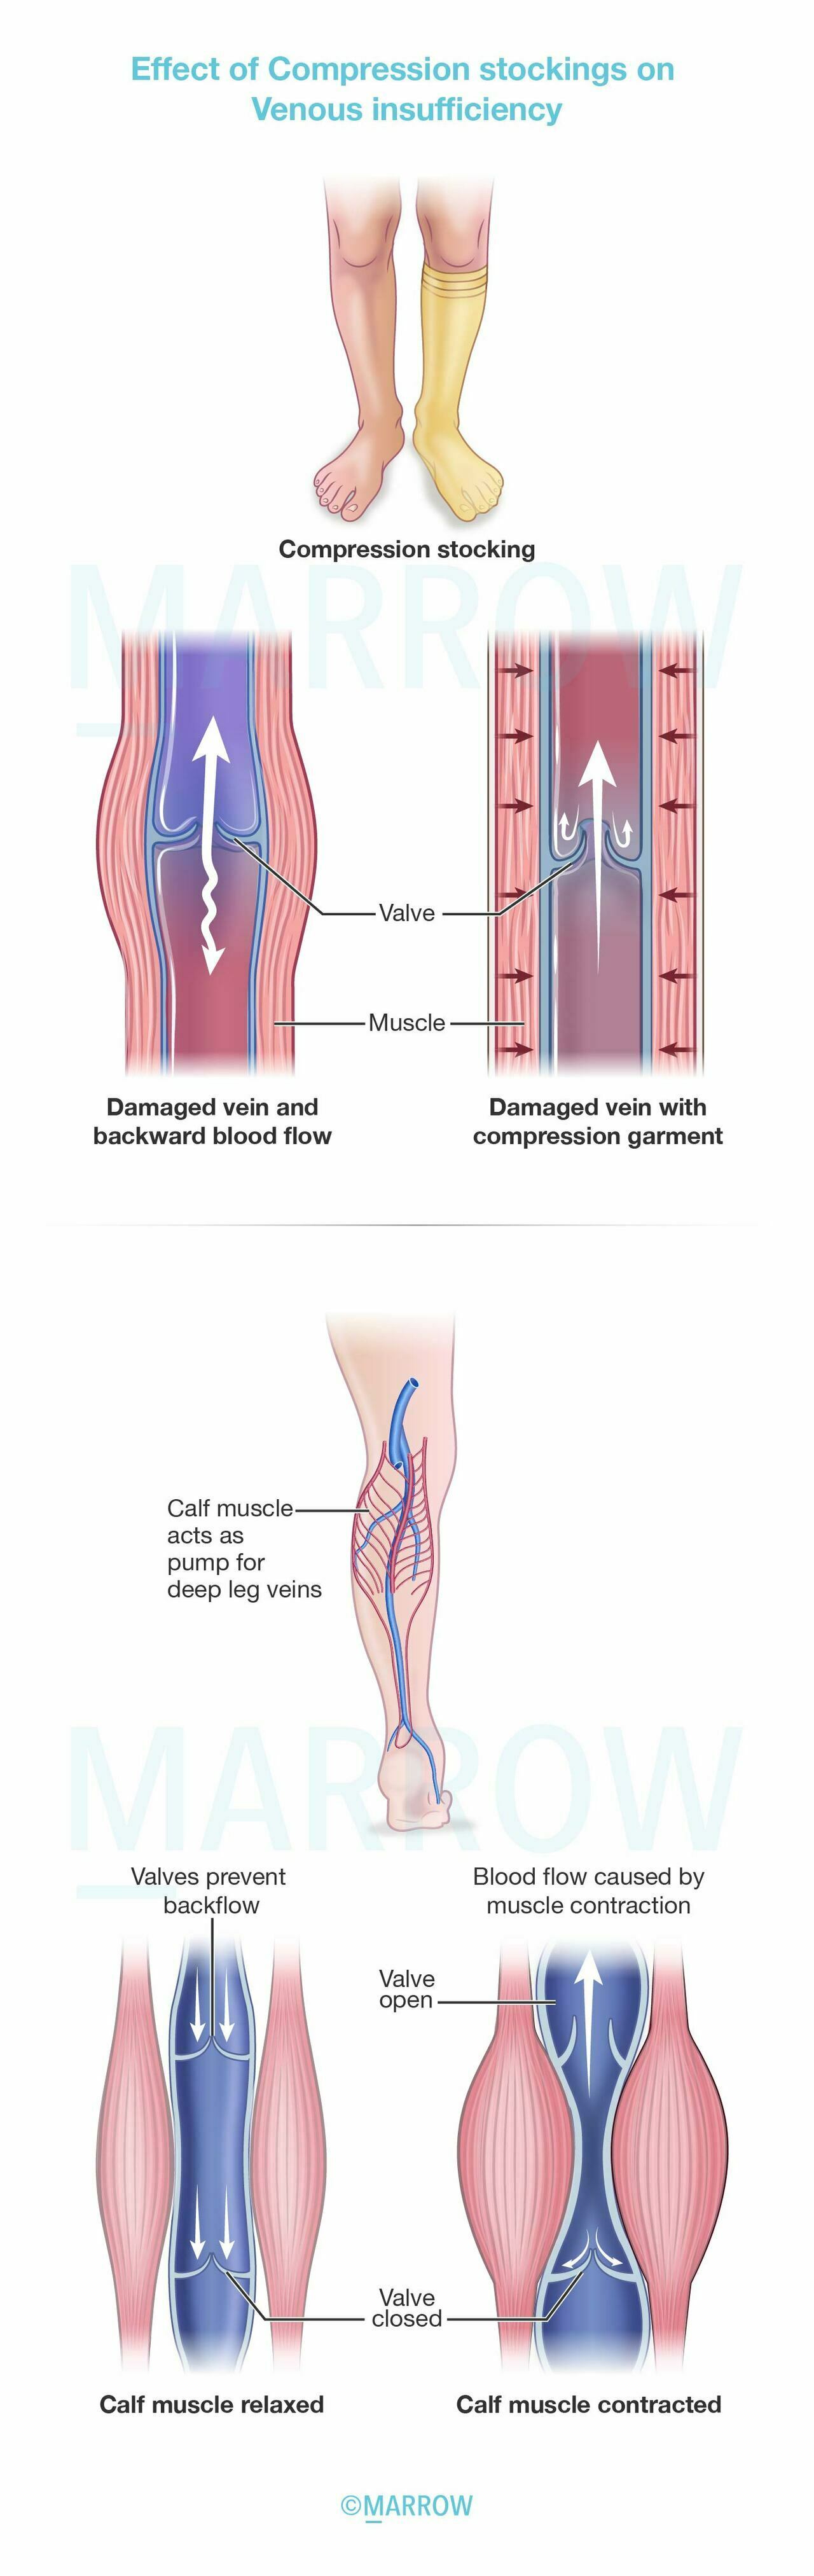 Effect of Compression stockings on
Venous insufficiency
Compression stocking
MARROW
Valve
Muscle
Damaged vein and
backward blood flow
Damaged vein with
compression garment
Calf muscle
acts as
pump for
deep leg veins
MARROW
Valves prevent
backflow
Blood flow caused by
muscle contraction
Valve
open
Valve
closed
Calf muscle relaxed
Calf muscle contracted
©MARROW